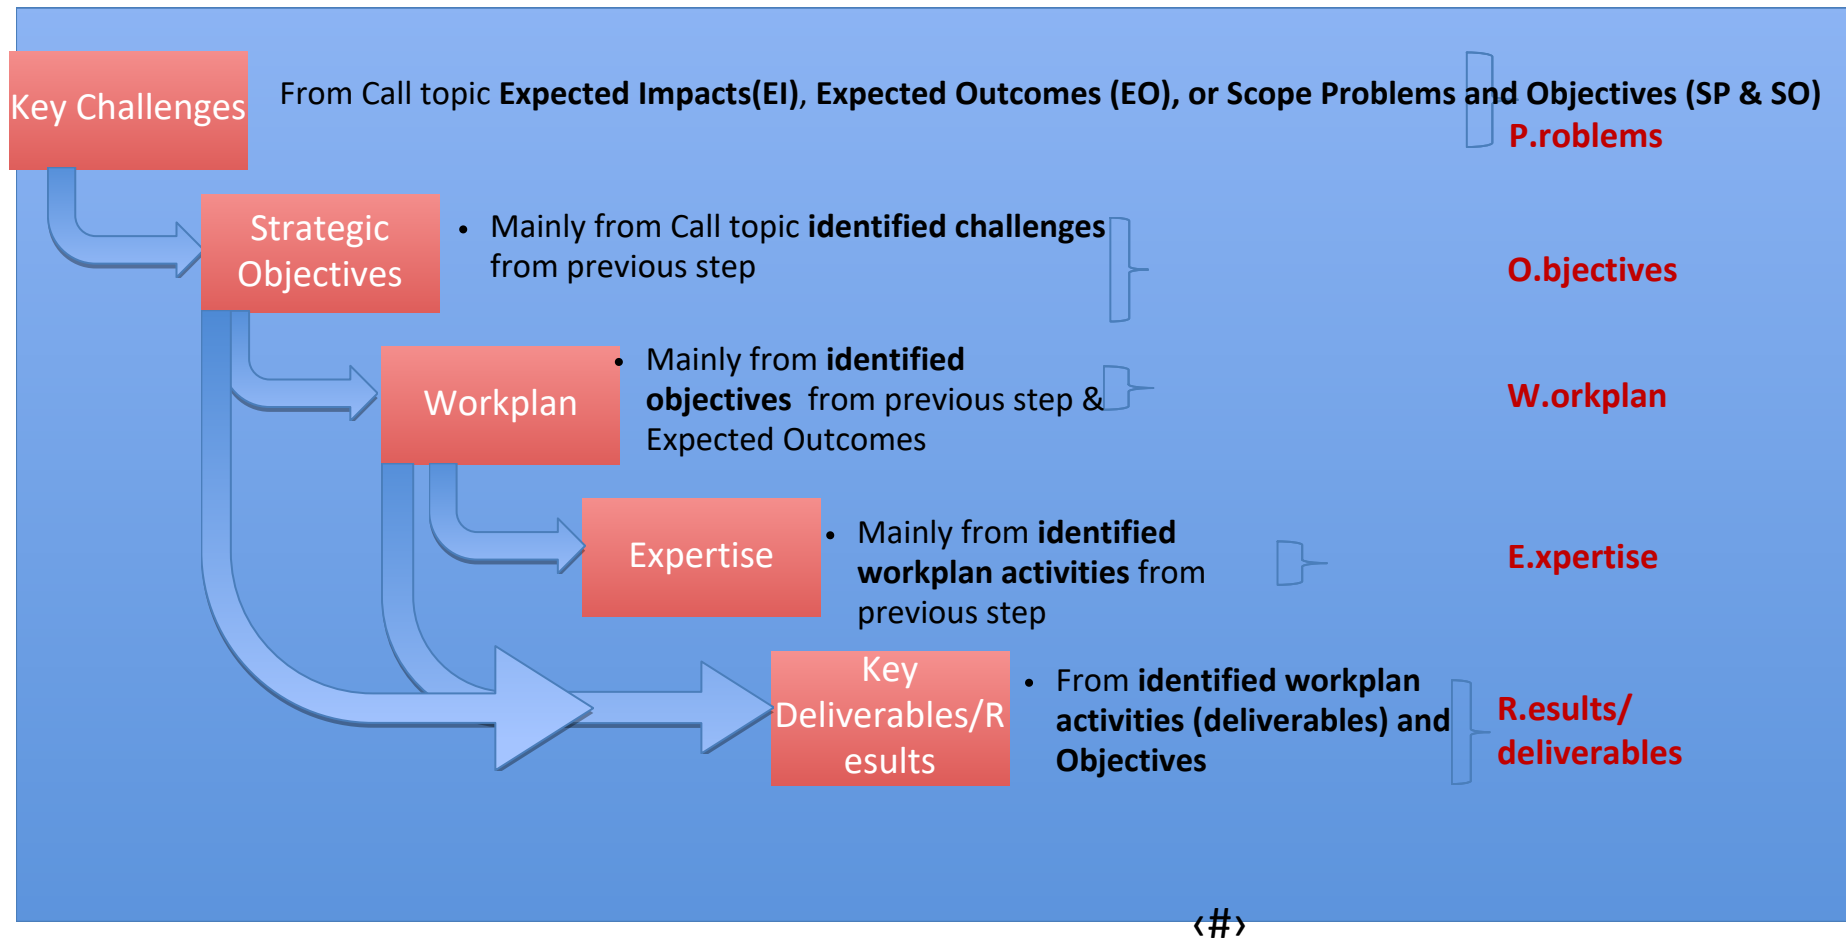 Key Challenges
From Call topic Expected Impacts(EI), Expected Outcomes (EO), or Scope Problems and Objectives (SP & SO)
P.roblems
Strategic
Objectives
• Mainly from Call topic identified challenges
from previous step
O.bjectives
Workplan
• Mainly from identified
objectives from previous step &
Expected Outcomes
W.orkplan
Expertise
• Mainly from identified
workplan activities from
previous step
E.xpertise
Key
Deliverables/R
esults
• From identified workplan
activities (deliverables) and
Objectives
R.esults/
deliverables
‹#›